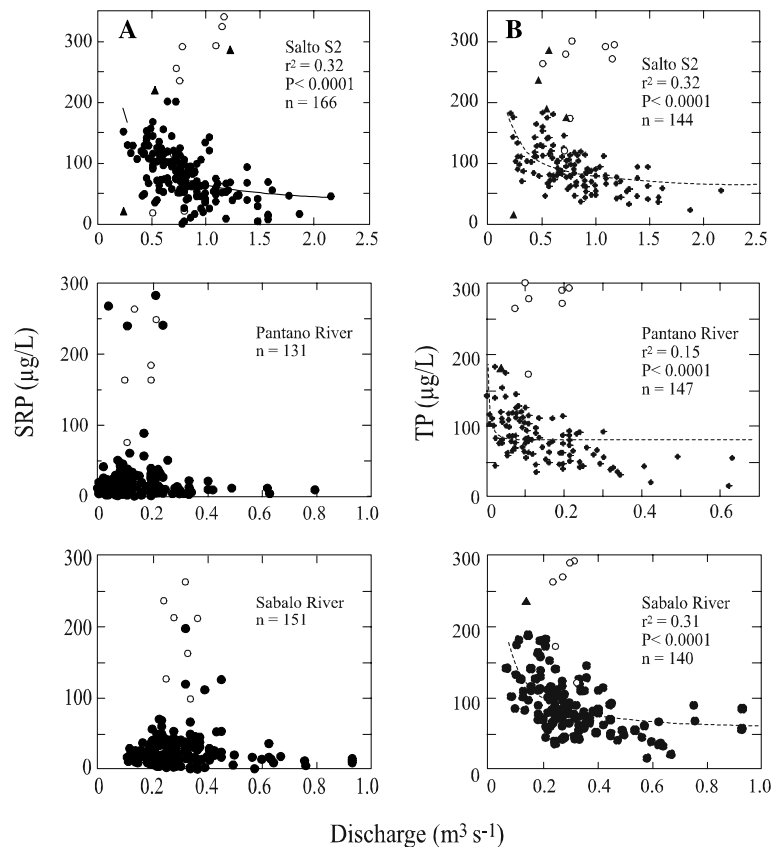 A
Salto S2
r² = 0.32
P< 0.0001
n = 166
300
200
100
0
0
0.5
1.0
1.5
2.0
2.5
B
Salto S2
r² = 0.32
P< 0.0001
n = 144
300
200
100
0
0
0.5
1.0
1.5
2.0
2.5
SRP (µg/L)
Pantano River
n = 131
300
200
100
0
0.0
0.2
0.4
0.6
0.8
1.0
TP (µg/L)
Pantano River
r² = 0.15
P< 0.0001
n = 147
300
200
100
0
0
0.2
0.4
0.6
Sabalo River
n = 151
300
200
100
0
0
0.2
0.4
0.6
0.8
1.0
Sabalo River
r² = 0.31
P< 0.0001
n = 140
300
200
100
0
0
0.2
0.4
0.6
0.8
1.0
Discharge (m³ s⁻¹)